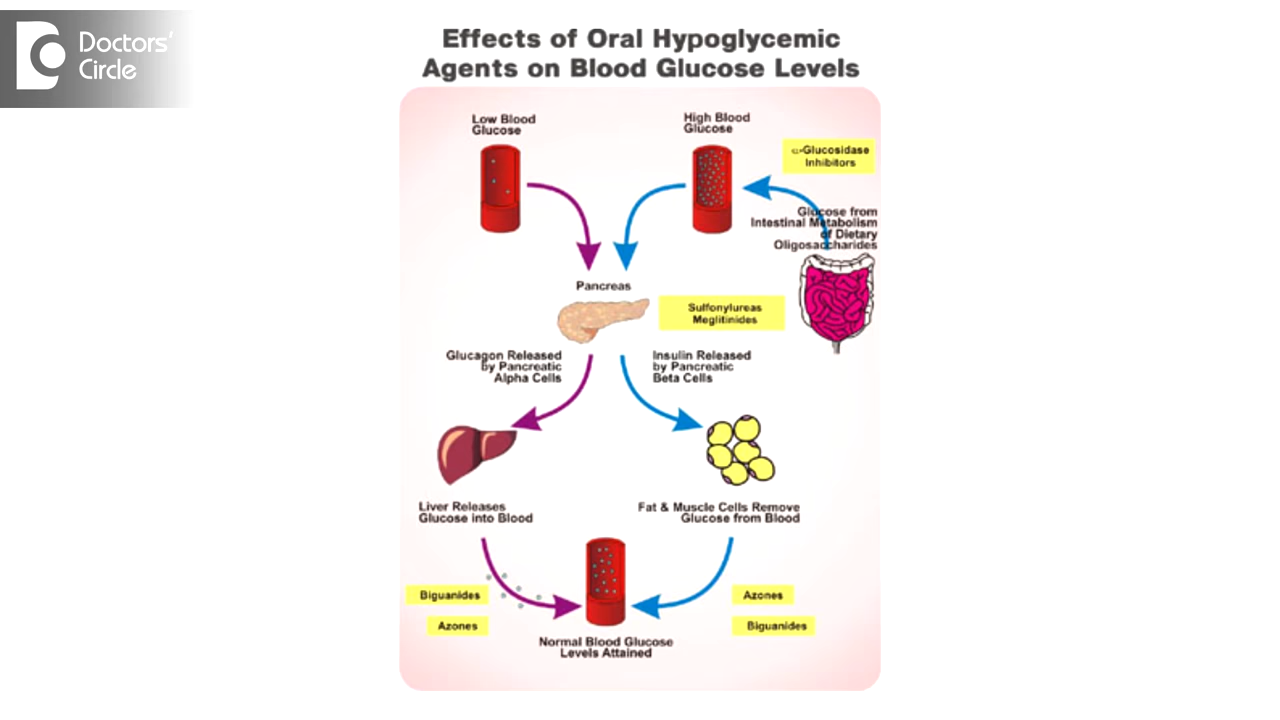 Doctors'
Circle
Effects of Oral Hypoglycemic
Agents on Blood Glucose Levels
Low Blood
Glucose
High Blood
Glucose
α-Glucosidase
Inhibitors
Glucose from
Intestinal Metabolism
of Dietary
Oligosaccharides
Pancreas
Sulfonylureas
Meglitinides
Glucagon Released
by Pancreatic
Alpha Cells
Insulin Released
by Pancreatic
Beta Cells
Liver Releases
Glucose into Blood
Fat & Muscle Cells Remove
Glucose from Blood
Biguanides
Azones
Azones
Biguanides
Normal Blood Glucose
Levels Attained